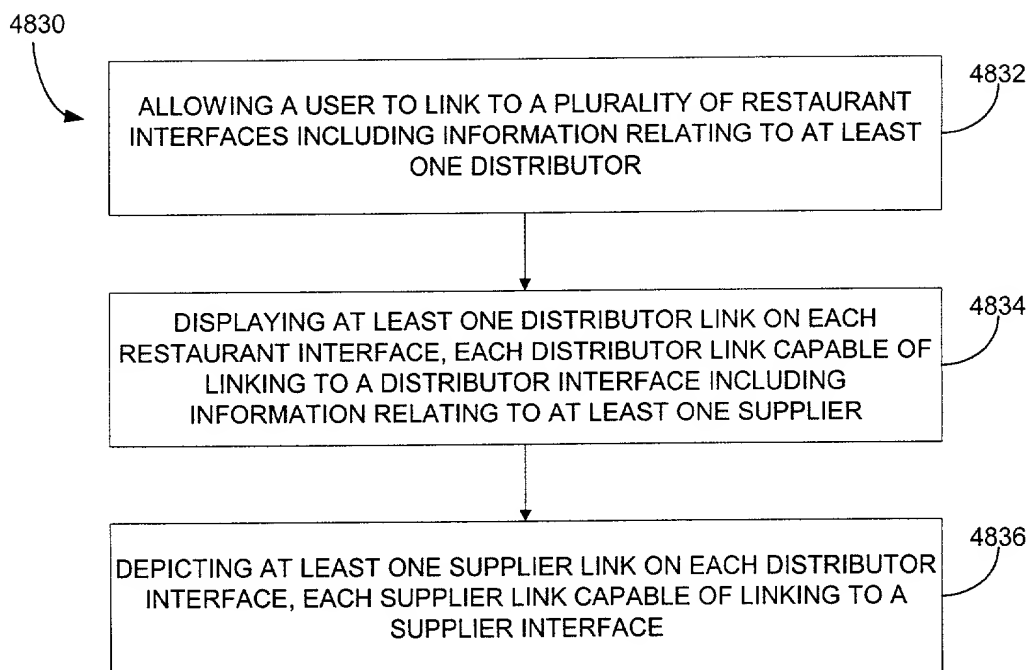 4830
4832
ALLOWING A USER TO LINK TO A PLURALITY OF RESTAURANT
INTERFACES INCLUDING INFORMATION RELATING TO AT LEAST
ONE DISTRIBUTOR
4834
DISPLAYING AT LEAST ONE DISTRIBUTOR LINK ON EACH
RESTAURANT INTERFACE, EACH DISTRIBUTOR LINK CAPABLE OF
LINKING TO A DISTRIBUTOR INTERFACE INCLUDING
INFORMATION RELATING TO AT LEAST ONE SUPPLIER
4836
DEPICTING AT LEAST ONE SUPPLIER LINK ON EACH DISTRIBUTOR
INTERFACE, EACH SUPPLIER LINK CAPABLE OF LINKING TO A
SUPPLIER INTERFACE